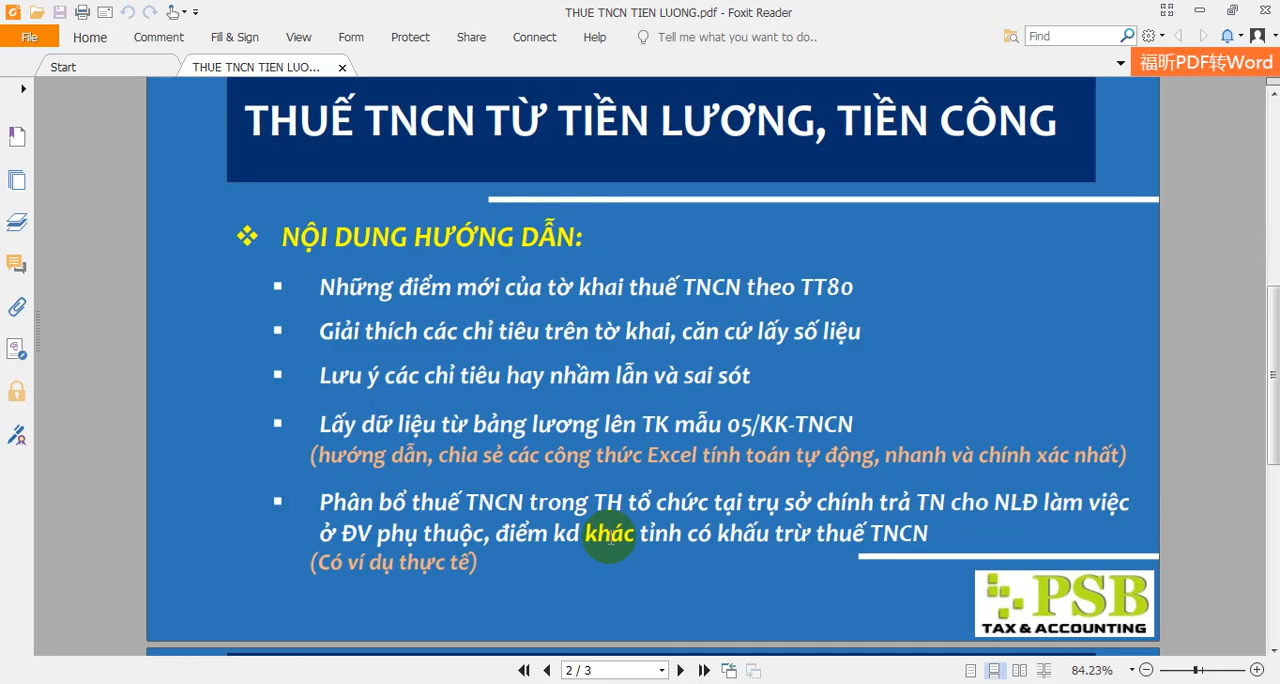 THUE TNCN TIEN LUONG.pdf - Foxit Reader
File Home Comment Fill & Sign View Form Protect Share Connect Help Tell me what you want to do.. Find
Start THUE TNCN TIEN LUO... 福昕PDF转Word
THUẾ TNCN TỪ TIỀN LƯƠNG, TIỀN CÔNG
NỘI DUNG HƯỚNG DẪN:
Những điểm mới của tờ khai thuế TNCN theo TT80
Giải thích các chỉ tiêu trên tờ khai, căn cứ lấy số liệu
Lưu ý các chỉ tiêu hay nhầm lẫn và sai sót
Lấy dữ liệu từ bảng lương lên TK mẫu 05/KK-TNCN
(hướng dẫn, chia sẻ các công thức Excel tính toán tự động, nhanh và chính xác nhất)
Phân bổ thuế TNCN trong TH tổ chức tại trụ sở chính trả TN cho NLĐ làm việc
ở ĐV phụ thuộc, điểm kd khác tỉnh có khấu trừ thuế TNCN
(Có ví dụ thực tế)
PSB
TAX & ACCOUNTING
2 / 3 84.23%